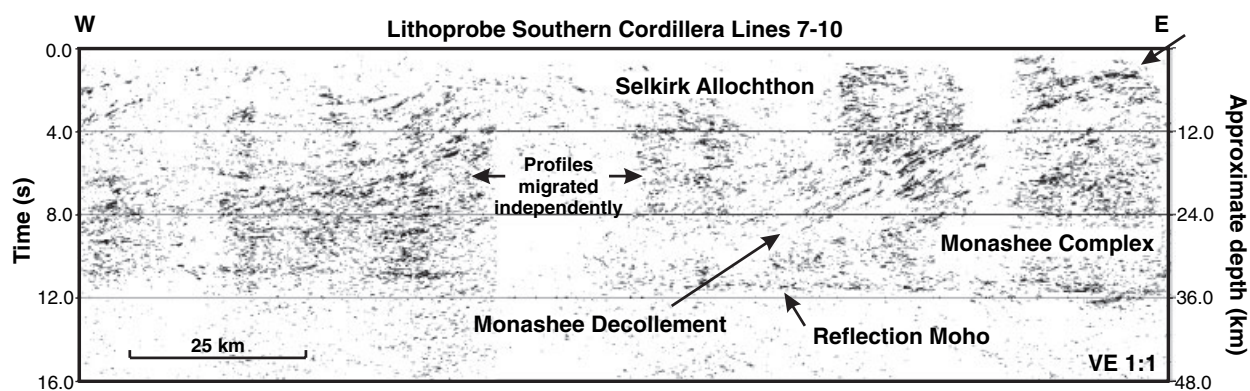 W
Lithoprobe Southern Cordillera Lines 7-10
E
0.0
Selkirk Allochthon
4.0
12.0
Profiles
migrated
independently
8.0
24.0
Monashee Complex
12.0
36.0
Monashee Decollement
Reflection Moho
25 km
VE 1:1
16.0
48.0
Time (s)
Approximate depth (km)